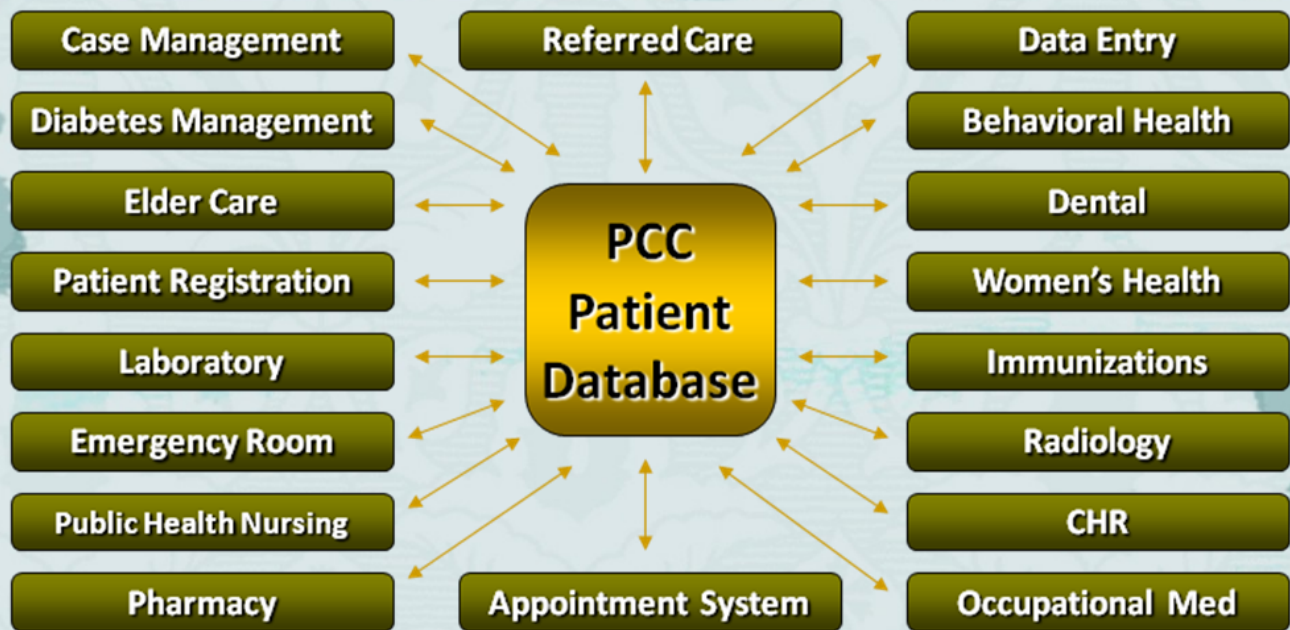 Case Management
Referred Care
Data Entry
Diabetes Management
Behavioral Health
Elder Care
Dental
PCC
Patient
Database
Patient Registration
Women's Health
Laboratory
Immunizations
Emergency Room
Radiology
Public Health Nursing
CHR
Pharmacy
Appointment System
Occupational Med